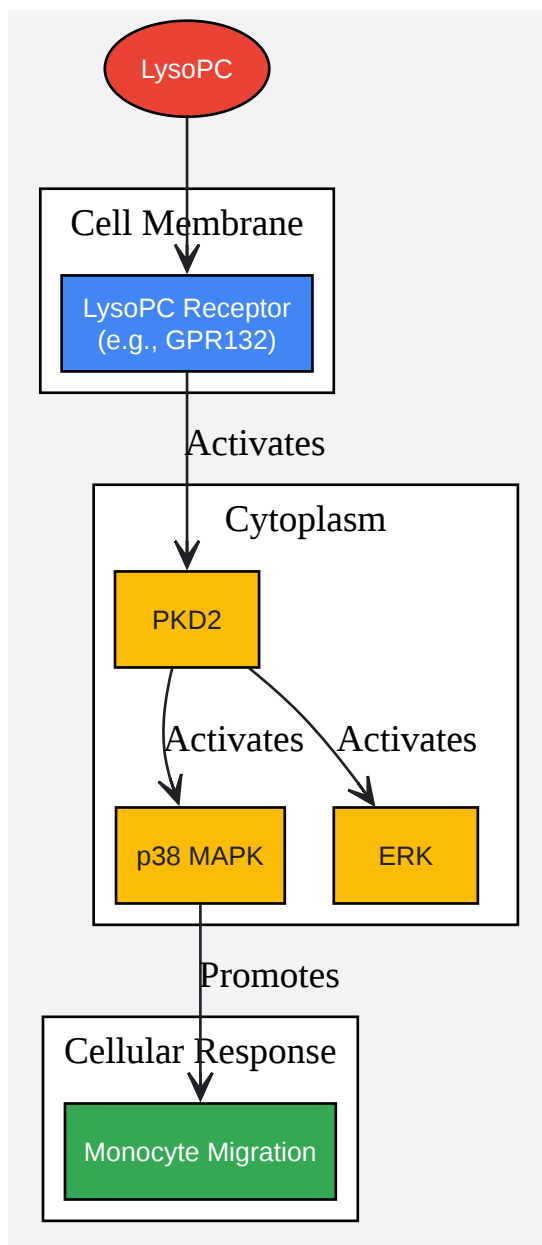 LysoPC
Cell Membrane
LysoPC Receptor
(e.g., GPR132)
Activates
Cytoplasm
PKD2
Activates
Activates
p38 MAPK
ERK
Promotes
Cellular Response
Monocyte Migration